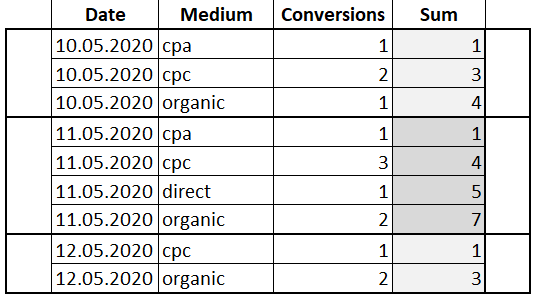 Date Medium Conversions Sum
10.05.2020 cpa 1 1
10.05.2020 cpc 2 3
10.05.2020 organic 1 4
11.05.2020 cpa 1 1
11.05.2020 cpc 3 4
11.05.2020 direct 1 5
11.05.2020 organic 2 7
12.05.2020 cpc 1 1
12.05.2020 organic 2 3